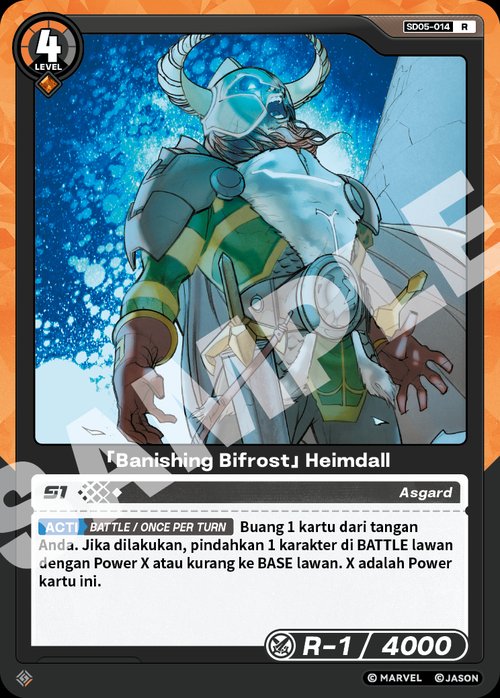 4
LEVEL
SD05-014 R
SAMPLE
「Banishing Bifrost」 Heimdall
S1
Asgard
ACT BATTLE / ONCE PER TURN Buang 1 kartu dari tangan
Anda. Jika dilakukan, pindahkan 1 karakter di BATTLE lawan
dengan Power X atau kurang ke BASE lawan. X adalah Power
kartu ini.
R-1 / 4000
© MARVEL ©JASON